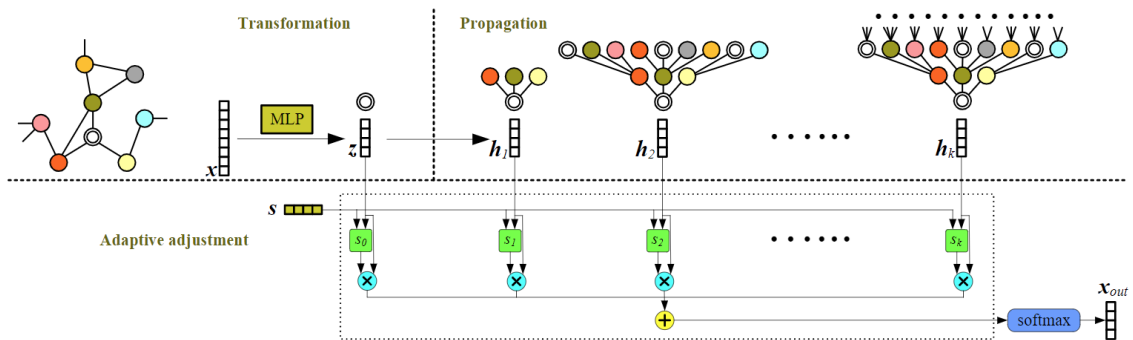 Transformation
Propagation
MLP
x
z
h1
h2
hk
s
Adaptive adjustment
s0
s1
s2
sk
xout
softmax